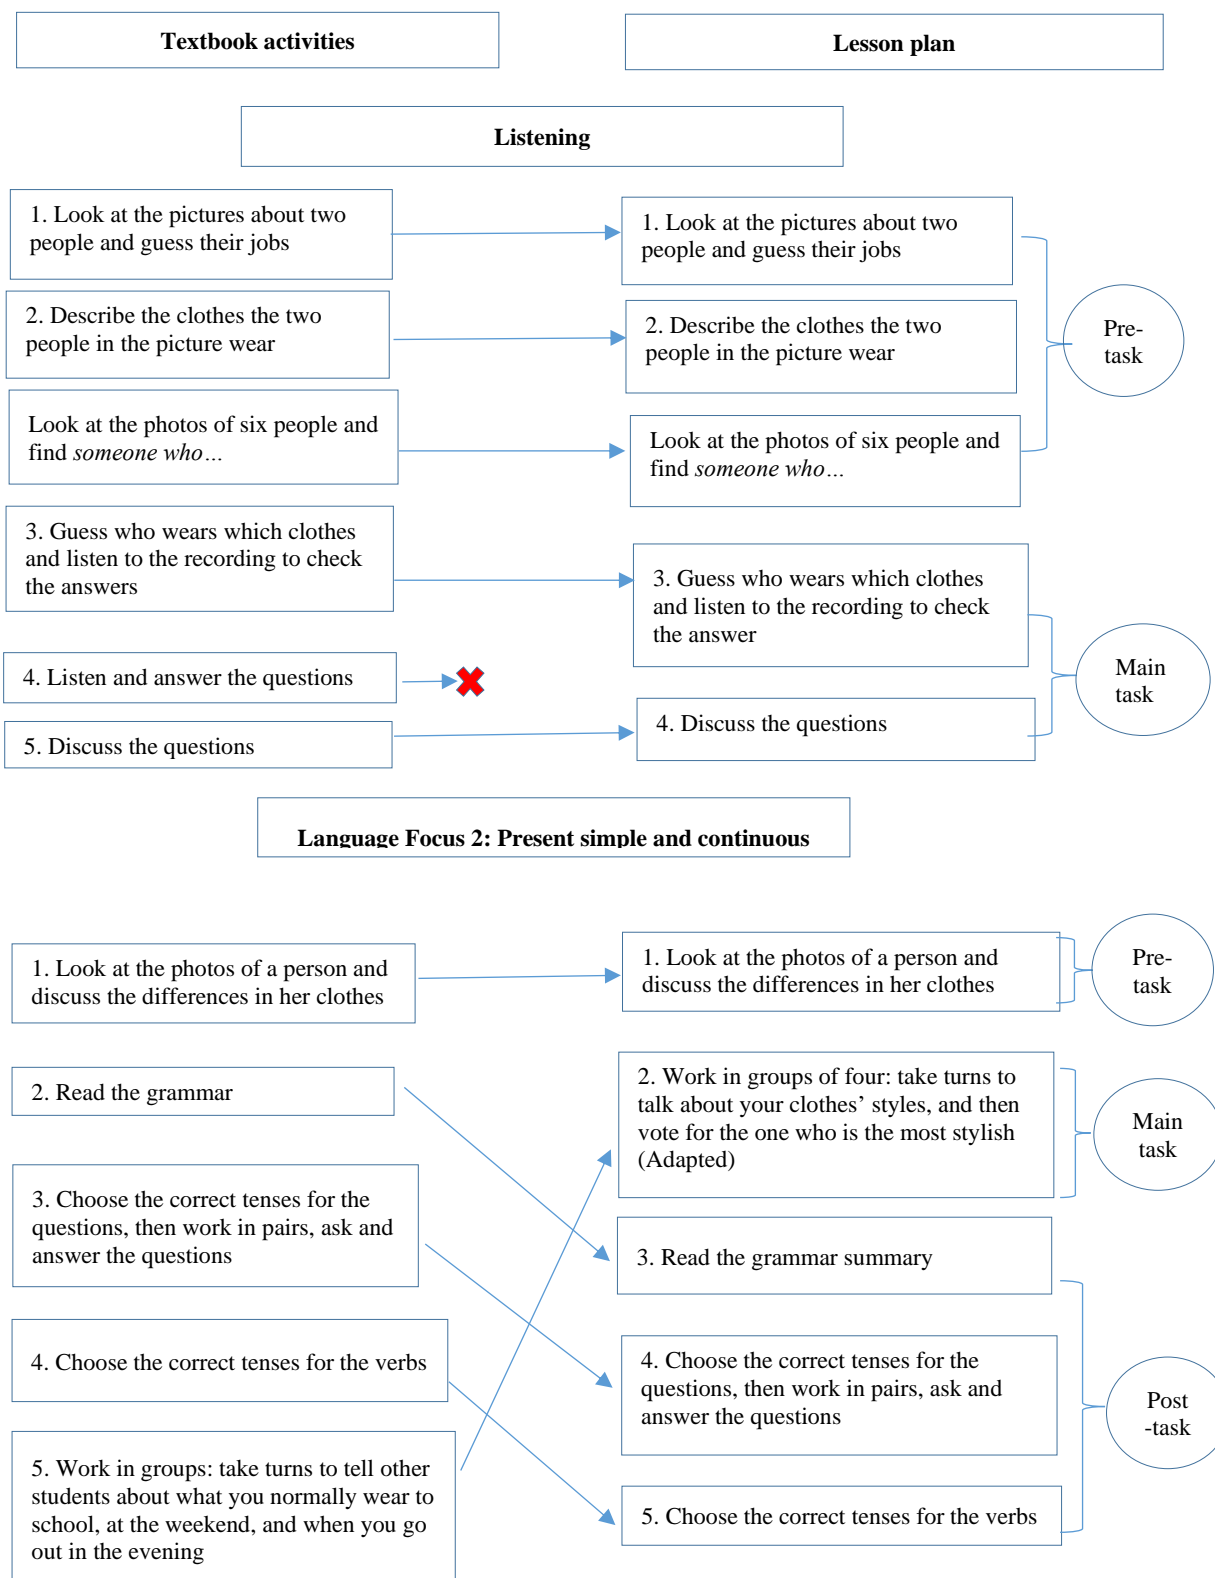 Textbook activities
Lesson plan
Listening
1. Look at the pictures about two
people and guess their jobs
1. Look at the pictures about two
people and guess their jobs
2. Describe the clothes the two
people in the picture wear
2. Describe the clothes the two
people in the picture wear
Pre-
task
Look at the photos of six people and
find someone who…
Look at the photos of six people and
find someone who…
3. Guess who wears which clothes
and listen to the recording to check
the answers
3. Guess who wears which clothes
and listen to the recording to check
the answer
4. Listen and answer the questions
Main
task
5. Discuss the questions
4. Discuss the questions
Language Focus 2: Present simple and continuous
1. Look at the photos of a person and
discuss the differences in her clothes
1. Look at the photos of a person and
discuss the differences in her clothes
Pre-
task
2. Read the grammar
2. Work in groups of four: take turns to
talk about your clothes’ styles, and then
vote for the one who is the most stylish
(Adapted)
Main
task
3. Choose the correct tenses for the
questions, then work in pairs, ask and
answer the questions
3. Read the grammar summary
4. Choose the correct tenses for the verbs
4. Choose the correct tenses for the
questions, then work in pairs, ask and
answer the questions
Post
-task
5. Work in groups: take turns to tell other
students about what you normally wear to
school, at the weekend, and when you go
out in the evening
5. Choose the correct tenses for the verbs